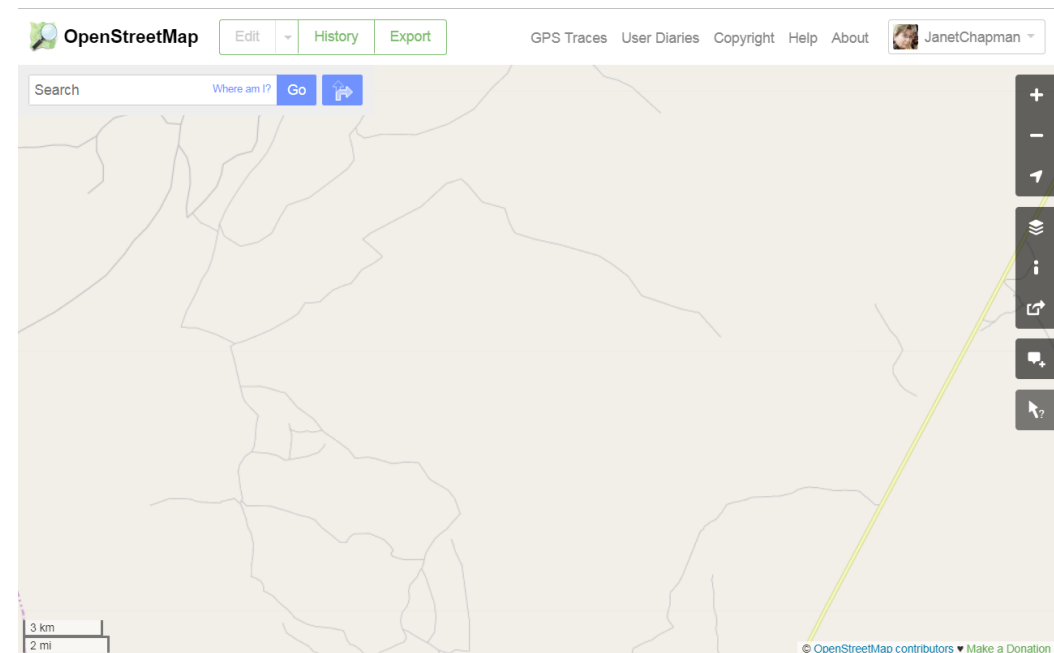 OpenStreetMap Edit History Export GPS Traces User Diaries Copyright Help About JanetChapman
Search Where am I? Go
3 km
2 mi
© OpenStreetMap contributors ♥ Make a Donation